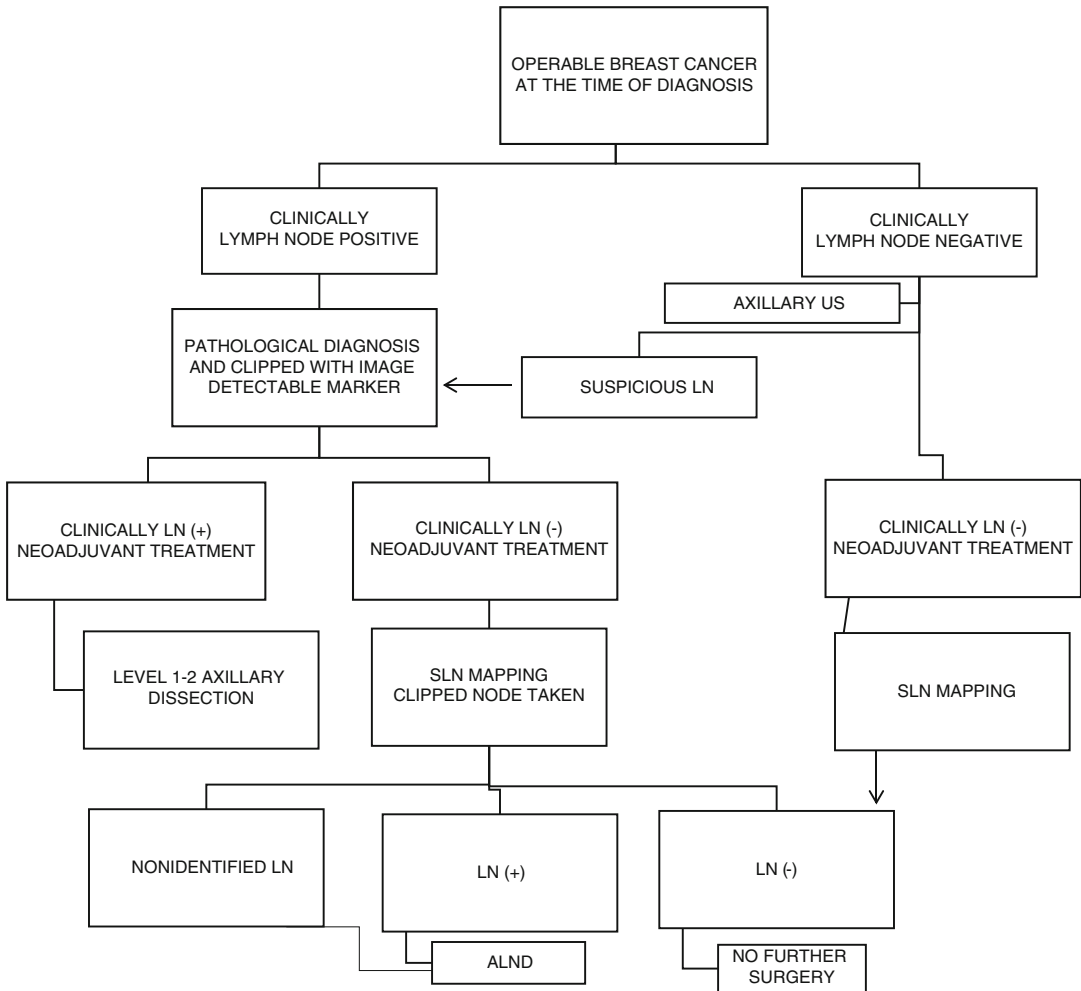 OPERABLE BREAST CANCER
AT THE TIME OF DIAGNOSIS
CLINICALLY
LYMPH NODE POSITIVE
CLINICALLY
LYMPH NODE NEGATIVE
AXILLARY US
PATHOLOGICAL DIAGNOSIS
AND CLIPPED WITH IMAGE
DETECTABLE MARKER
SUSPICIOUS LN
CLINICALLY LN (+)
NEOADJUVANT TREATMENT
CLINICALLY LN (-)
NEOADJUVANT TREATMENT
CLINICALLY LN (-)
NEOADJUVANT TREATMENT
LEVEL 1-2 AXILLARY
DISSECTION
SLN MAPPING
CLIPPED NODE TAKEN
SLN MAPPING
NONIDENTIFIED LN
LN (+)
LN (-)
ALND
NO FURTHER
SURGERY